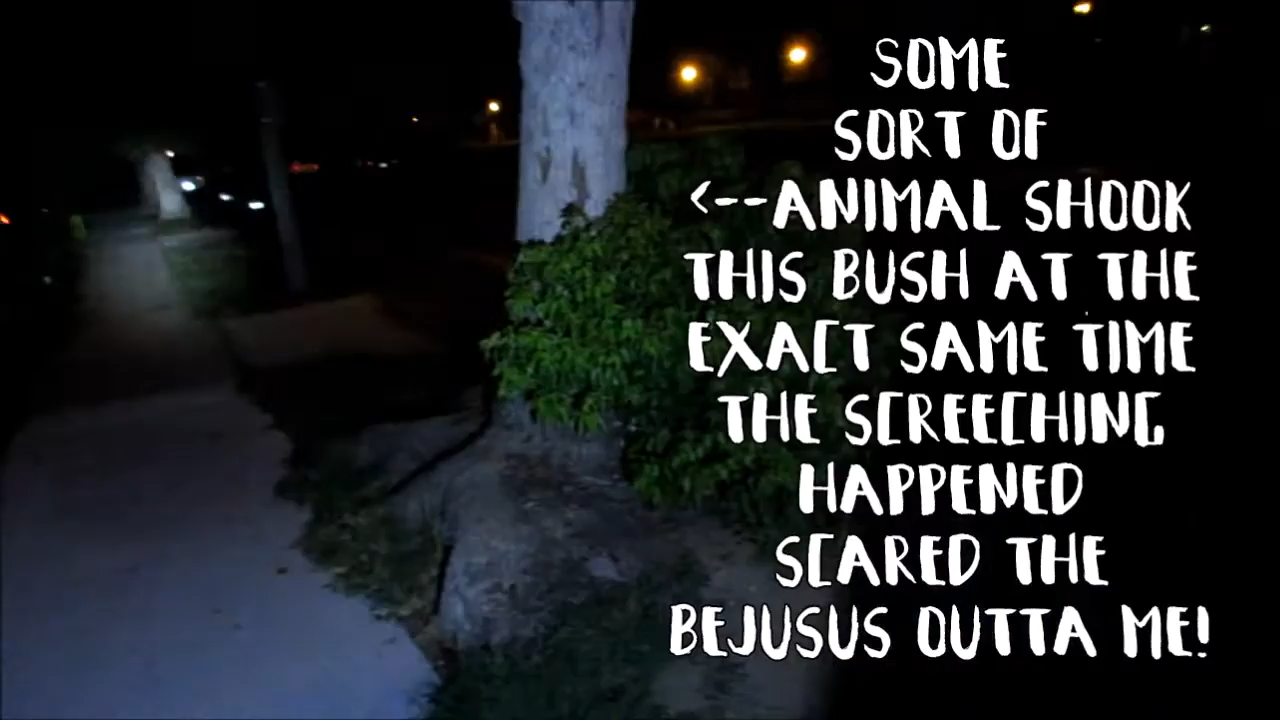 SOME
SORT OF
<--ANIMAL SHOOK
THIS BUSH AT THE
EXACT SAME TIME
THE SCREECHING
HAPPENED
SCARED THE
BEJUSUS OUTTA ME!